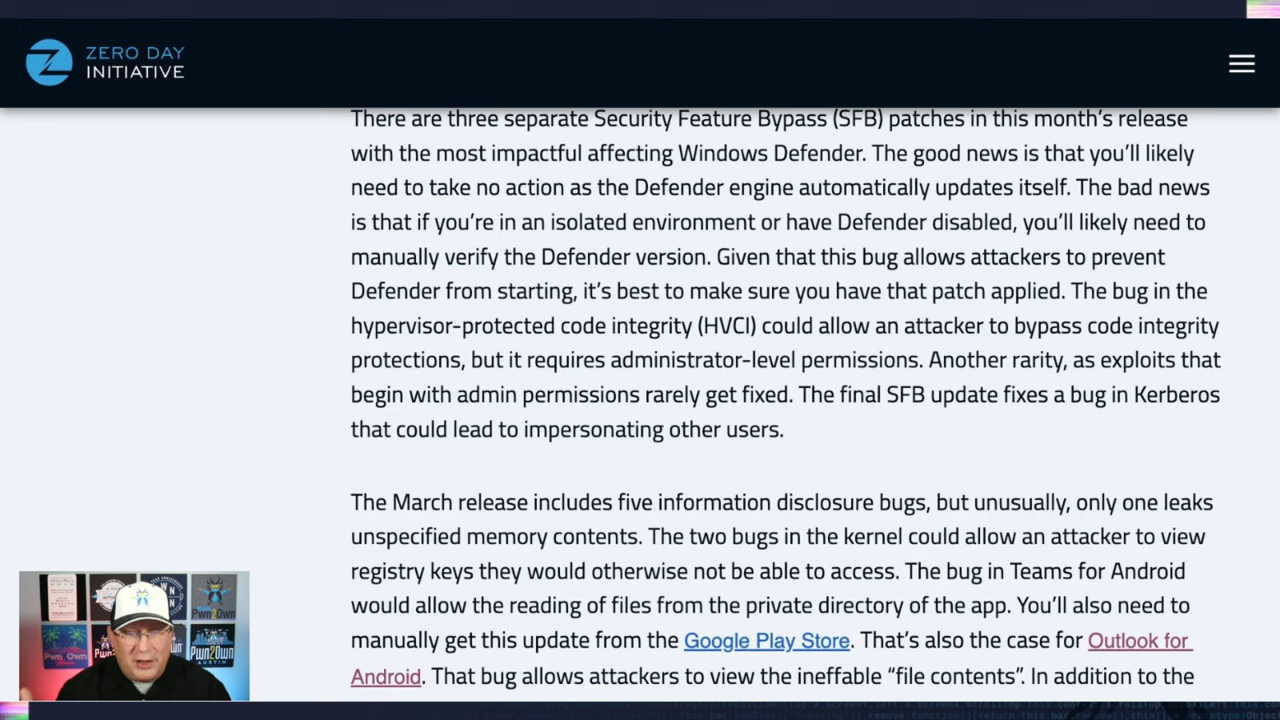 ZERO DAY
INITIATIVE
There are three separate Security Feature Bypass (SFB) patches in this month's release
with the most impactful affecting Windows Defender. The good news is that you'll likely
need to take no action as the Defender engine automatically updates itself. The bad news
is that if you're in an isolated environment or have Defender disabled, you'll likely need to
manually verify the Defender version. Given that this bug allows attackers to prevent
Defender from starting, it's best to make sure you have that patch applied. The bug in the
hypervisor-protected code integrity (HVCI) could allow an attacker to bypass code integrity
protections, but it requires administrator-level permissions. Another rarity, as exploits that
begin with admin permissions rarely get fixed. The final SFB update fixes a bug in Kerberos
that could lead to impersonating other users.
The March release includes five information disclosure bugs, but unusually, only one leaks
unspecified memory contents. The two bugs in the kernel could allow an attacker to view
registry keys they would otherwise not be able to access. The bug in Teams for Android
would allow the reading of files from the private directory of the app. You'll also need to
manually get this update from the Google Play Store. That's also the case for Outlook for
Android. That bug allows attackers to view the ineffable “file contents”. In addition to the
Pwn2Own
Pwn2Own
AUSTIN